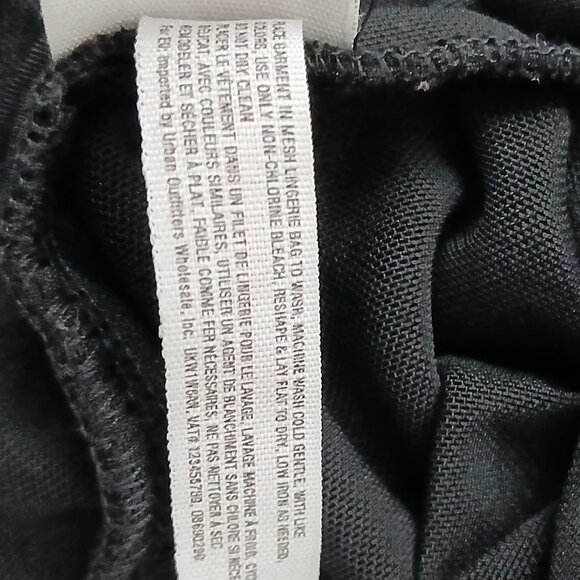 PLACE GARMENT IN MESH LINGERIE BAG TO WASH, MACHINE WASH COLD GENTLE, WITH LIKE
COLORS, USE ONLY NON-CHLORINE BLEACH, RESHAPE & LAY FLAT TO DRY, LOW IRON AS NEEDED,
DO NOT DRY CLEAN
PLACER LE VÊTEMENT DANS UN FILET DE LINGERIE POUR LE LAVAGE, LAVAGE MACHINE À FROID, CYC
DÉLICAT, AVEC COULEURS SIMILAIRES, UTILISER UN AGENT DE BLANCHIMENT SANS CHLORE SI NÉCE
REMODELER ET SÉCHER À PLAT, FAIBLE COMME FER NÉCESSAIRES, NE PAS NETTOYER À SEC
For EU imported by Urban Outfitters Wholesale, Inc.